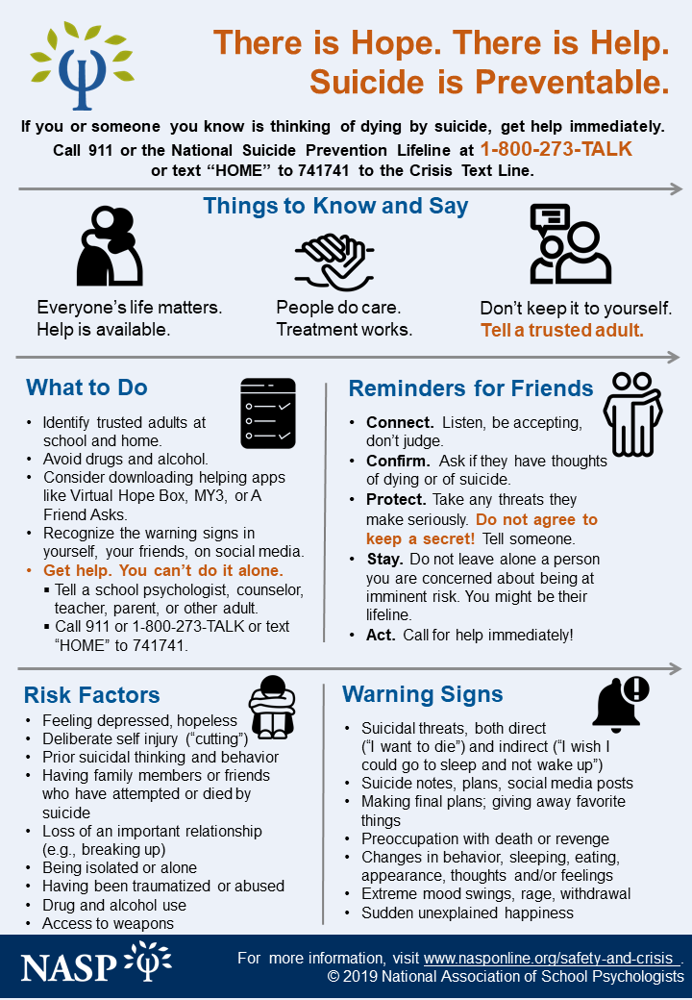 There is Hope. There is Help.
Suicide is Preventable.
If you or someone you know is thinking of dying by suicide, get help immediately.
Call 911 or the National Suicide Prevention Lifeline at 1-800-273-TALK
or text “HOME” to 741741 to the Crisis Text Line.
Things to Know and Say
Everyone’s life matters.
Help is available.
People do care.
Treatment works.
Don’t keep it to yourself.
Tell a trusted adult.
What to Do
• Identify trusted adults at
school and home.
• Avoid drugs and alcohol.
• Consider downloading helping apps
like Virtual Hope Box, MY3, or A
Friend Asks.
• Recognize the warning signs in
yourself, your friends, on social media.
• Get help. You can’t do it alone.
▪ Tell a school psychologist, counselor,
teacher, parent, or other adult.
▪ Call 911 or 1-800-273-TALK or text
“HOME” to 741741.
Reminders for Friends
• Connect. Listen, be accepting,
don’t judge.
• Confirm. Ask if they have thoughts
of dying or of suicide.
• Protect. Take any threats they
make seriously. Do not agree to
keep a secret! Tell someone.
• Stay. Do not leave alone a person
you are concerned about being at
imminent risk. You might be their
lifeline.
• Act. Call for help immediately!
Risk Factors
• Feeling depressed, hopeless
• Deliberate self injury (“cutting”)
• Prior suicidal thinking and behavior
• Having family members or friends
who have attempted or died by
suicide
• Loss of an important relationship
(e.g., breaking up)
• Being isolated or alone
• Having been traumatized or abused
• Drug and alcohol use
• Access to weapons
Warning Signs
• Suicidal threats, both direct
(“I want to die”) and indirect (“I wish I
could go to sleep and not wake up”)
• Suicide notes, plans, social media posts
• Making final plans; giving away favorite
things
• Preoccupation with death or revenge
• Changes in behavior, sleeping, eating,
appearance, thoughts and/or feelings
• Extreme mood swings, rage, withdrawal
• Sudden unexplained happiness
NASP
For more information, visit www.nasponline.org/safety-and-crisis .
© 2019 National Association of School Psychologists